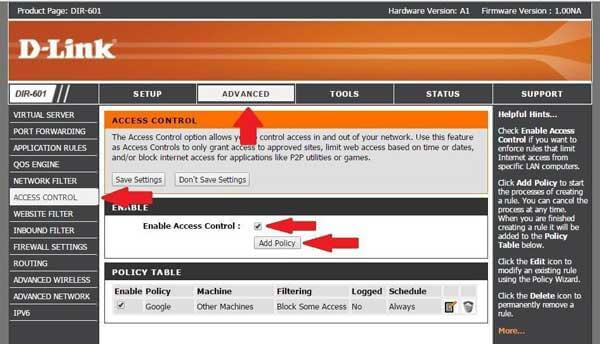 Product Page: DIR-601
Hardware Version: A1 Firmware Version : 1.00NA
D-Link
DIR-601
SETUP
ADVANCED
TOOLS
STATUS
SUPPORT
VIRTUAL SERVER
PORT FORWARDING
APPLICATION RULES
QOS ENGINE
NETWORK FILTER
ACCESS CONTROL
WEBSITE FILTER
INBOUND FILTER
FIREWALL SETTINGS
ROUTING
ADVANCED WIRELESS
ADVANCED NETWORK
IPV6
ACCESS CONTROL
The Access Control option allows you control access in and out of your network. Use this feature
as Access Controls to only grant access to approved sites, limit web access based on time or dates,
and/or block internet access for applications like P2P utilities or games.
Save Settings Don't Save Settings
ENABLE
Enable Access Control :
Add Policy
POLICY TABLE
Enable Policy Machine Filtering Logged Schedule
Google Other Machines Block Some Access No Always
Helpful Hints...
Check Enable Access
Control if you want to
enforce rules that limit
Internet access from
specific LAN computers.
Click Add Policy to start
the processes of creating
a rule. You can cancel the
process at any time.
When you are finished
creating a rule it will be
added to the Policy
Table below.
Click the Edit icon to
modify an existing rule
using the Policy Wizard.
Click the Delete icon to
permanently remove a
rule.
More...